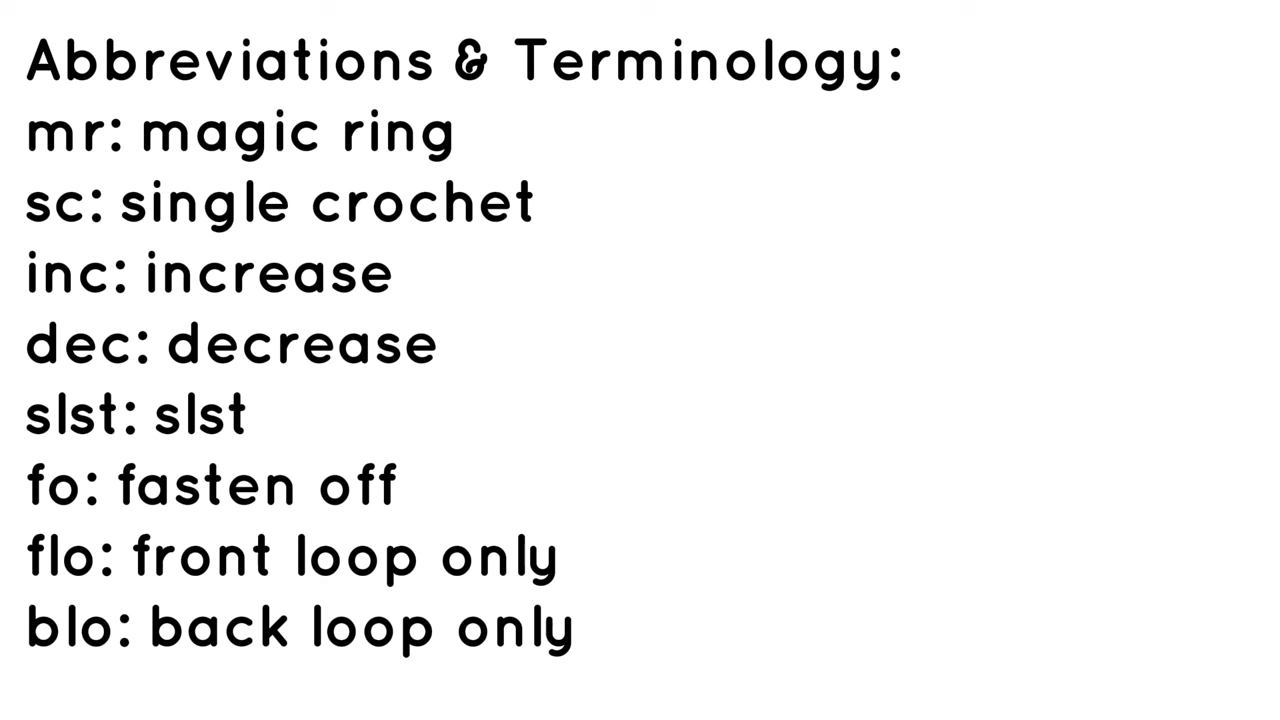 Abbreviations & Terminology:
mr: magic ring
sc: single crochet
inc: increase
dec: decrease
slst: slst
fo: fasten off
flo: front loop only
blo: back loop only